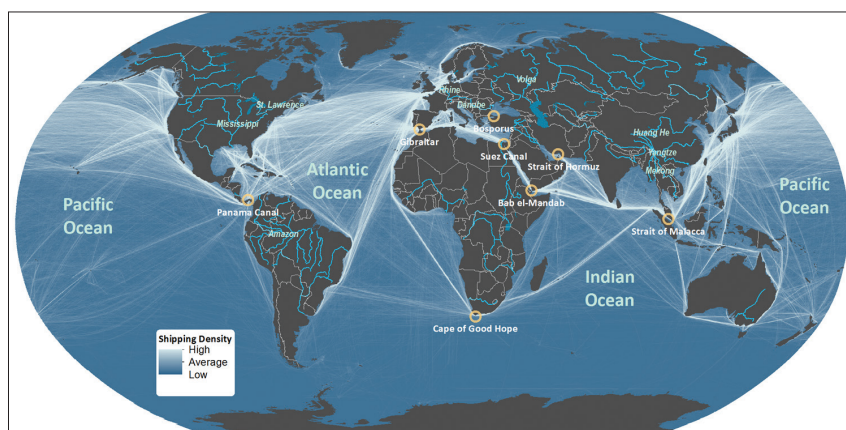 Volga
Rhine
St. Lawrence
Danube
Mississippi
Bosporus
Huang He
Gibraltar
Suez Canal
Strait of Hormuz
Yangtze
Mekong
Atlantic
Ocean
Pacific
Ocean
Pacific
Ocean
Panama Canal
Bab el-Mandab
Strait of Malacca
Amazon
Indian
Ocean
Cape of Good Hope
Shipping Density
High
Average
Low